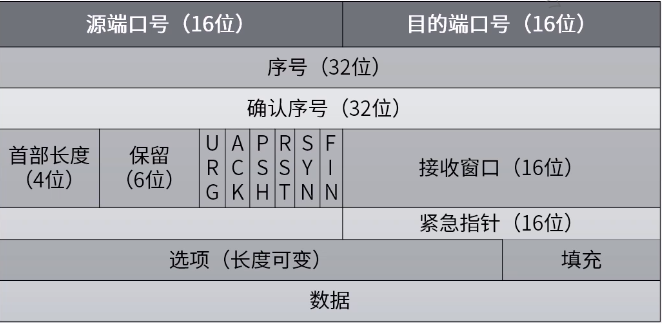 源端口号（16位） 目的端口号（16位）
序号（32位）
确认序号（32位）
首部长度（4位） 保留（6位） URG ACK PSH RST SYN FIN 接收窗口（16位）
紧急指针（16位）
选项（长度可变） 填充
数据